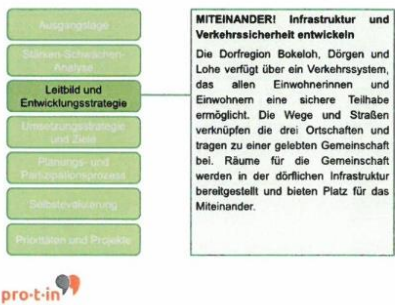 Ausgangslage
Stärken-Schwächen-
Analyse
Leitbild und
Entwicklungsstrategie
Umsetzungsstrategie
und Ziele
Planungs- und
Partizipationsprozess
Selbstevaluierung
Prioritäten und Projekte
MITEINANDER! Infrastruktur und
Verkehrssicherheit entwickeln
Die Dorfregion Bokeloh, Dörgen und
Lohe verfügt über ein Verkehrssystem,
das allen Einwohnerinnen und
Einwohnern eine sichere Teilhabe
ermöglicht. Die Wege und Straßen
verknüpfen die drei Ortschaften und
tragen zu einer gelebten Gemeinschaft
bei. Räume für die Gemeinschaft
werden in der dörflichen Infrastruktur
bereitgestellt und bieten Platz für das
Miteinander.
pro-t-in